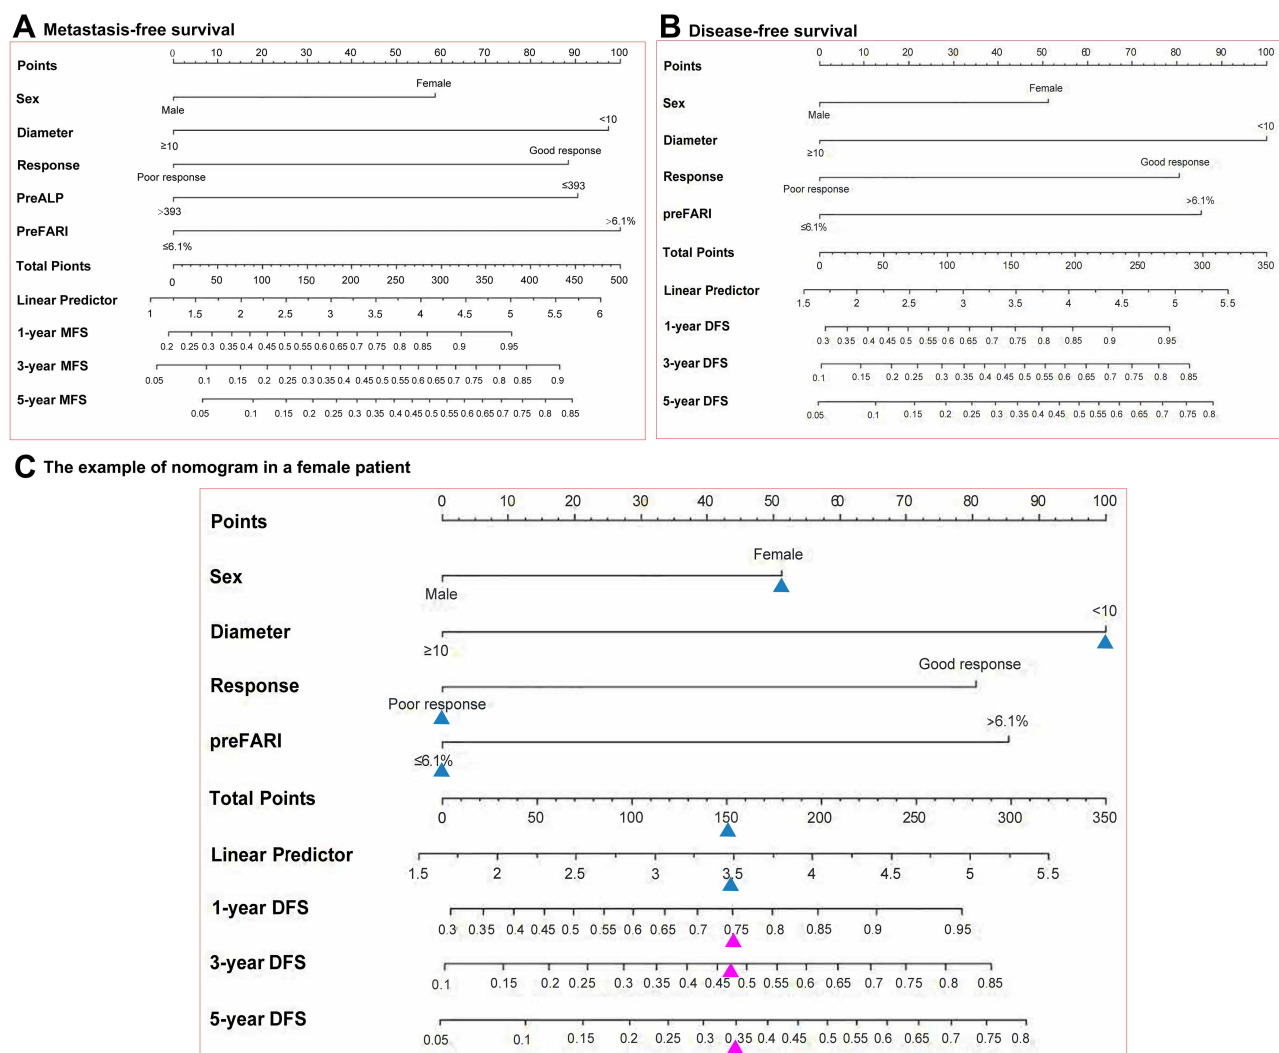 A Metastasis-free survival
Points 0 10 20 30 40 50 60 70 80 90 100
Female
Sex
Male
<10
Diameter
≥10
Good response
Response
Poor response
≤393
PreALP
>393
>6.1%
PreFARI
≤6.1%
Total Pionts
0 50 100 150 200 250 300 350 400 450 500
Linear Predictor
1 1.5 2 2.5 3 3.5 4 4.5 5 5.5 6
1-year MFS
0.2 0.25 0.3 0.35 0.4 0.45 0.5 0.55 0.6 0.65 0.7 0.75 0.8 0.85 0.9 0.95
3-year MFS
0.05 0.1 0.15 0.2 0.25 0.3 0.35 0.4 0.45 0.5 0.55 0.6 0.65 0.7 0.75 0.8 0.85 0.9
5-year MFS
0.05 0.1 0.15 0.2 0.25 0.3 0.35 0.4 0.45 0.5 0.55 0.6 0.65 0.7 0.75 0.8 0.85
B Disease-free survival
0 10 20 30 40 50 60 70 80 90 100
Points
Female
Sex
Male
<10
Diameter
≥10
Good response
Response
Poor response
>6.1%
preFARI
≤6.1%
Total Points
0 50 100 150 200 250 300 350
Linear Predictor
1.5 2 2.5 3 3.5 4 4.5 5 5.5
1-year DFS
0.3 0.35 0.4 0.45 0.5 0.55 0.6 0.65 0.7 0.75 0.8 0.85 0.9 0.95
3-year DFS
0.1 0.15 0.2 0.25 0.3 0.35 0.4 0.45 0.5 0.55 0.6 0.65 0.7 0.75 0.8 0.85
5-year DFS
0.05 0.1 0.15 0.2 0.25 0.3 0.35 0.4 0.45 0.5 0.55 0.6 0.65 0.7 0.75 0.8
C The example of nomogram in a female patient
0 10 20 30 40 50 60 70 80 90 100
Points
Female
Sex
Male
<10
Diameter
≥10
Good response
Response
Poor response
>6.1%
preFARI
≤6.1%
Total Points
0 50 100 150 200 250 300 350
Linear Predictor
1.5 2 2.5 3 3.5 4 4.5 5 5.5
1-year DFS
0.3 0.35 0.4 0.45 0.5 0.55 0.6 0.65 0.7 0.75 0.8 0.85 0.9 0.95
3-year DFS
0.1 0.15 0.2 0.25 0.3 0.35 0.4 0.45 0.5 0.55 0.6 0.65 0.7 0.75 0.8 0.85
5-year DFS
0.05 0.1 0.15 0.2 0.25 0.3 0.35 0.4 0.45 0.5 0.55 0.6 0.65 0.7 0.75 0.8